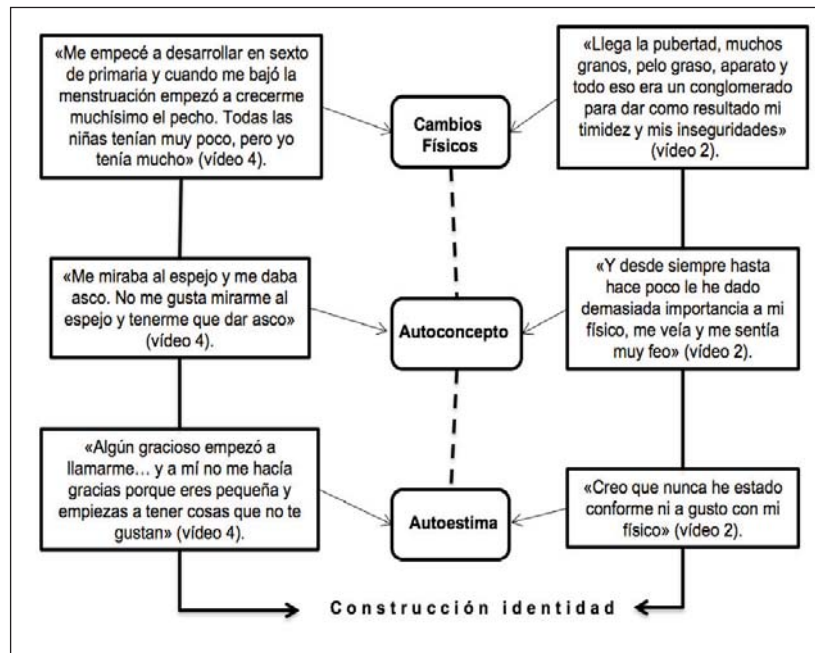 «Me empecé a desarrollar en sexto
de primaria y cuando me bajó la
menstruación empezó a crecerme
muchísimo el pecho. Todas las
niñas tenían muy poco, pero yo
tenía mucho» (vídeo 4).
Cambios
Físicos
«Llega la pubertad, muchos
granos, pelo graso, aparato y
todo eso era un conglomerado
para dar como resultado mi
timidez y mis inseguridades»
(vídeo 2).
«Me miraba al espejo y me daba
asco. No me gusta mirarme al
espejo y tenerme que dar asco»
(vídeo 4).
Autoconcepto
«Y desde siempre hasta
hace poco le he dado
demasiada importancia a mi
físico, me veía y me sentía
muy feo» (vídeo 2).
«Algún gracioso empezó a
llamarme… y a mí no me hacía
gracias porque eres pequeña y
empiezas a tener cosas que no te
gustan» (vídeo 4).
Autoestima
«Creo que nunca he estado
conforme ni a gusto con mi
físico» (vídeo 2).
Construcción identidad